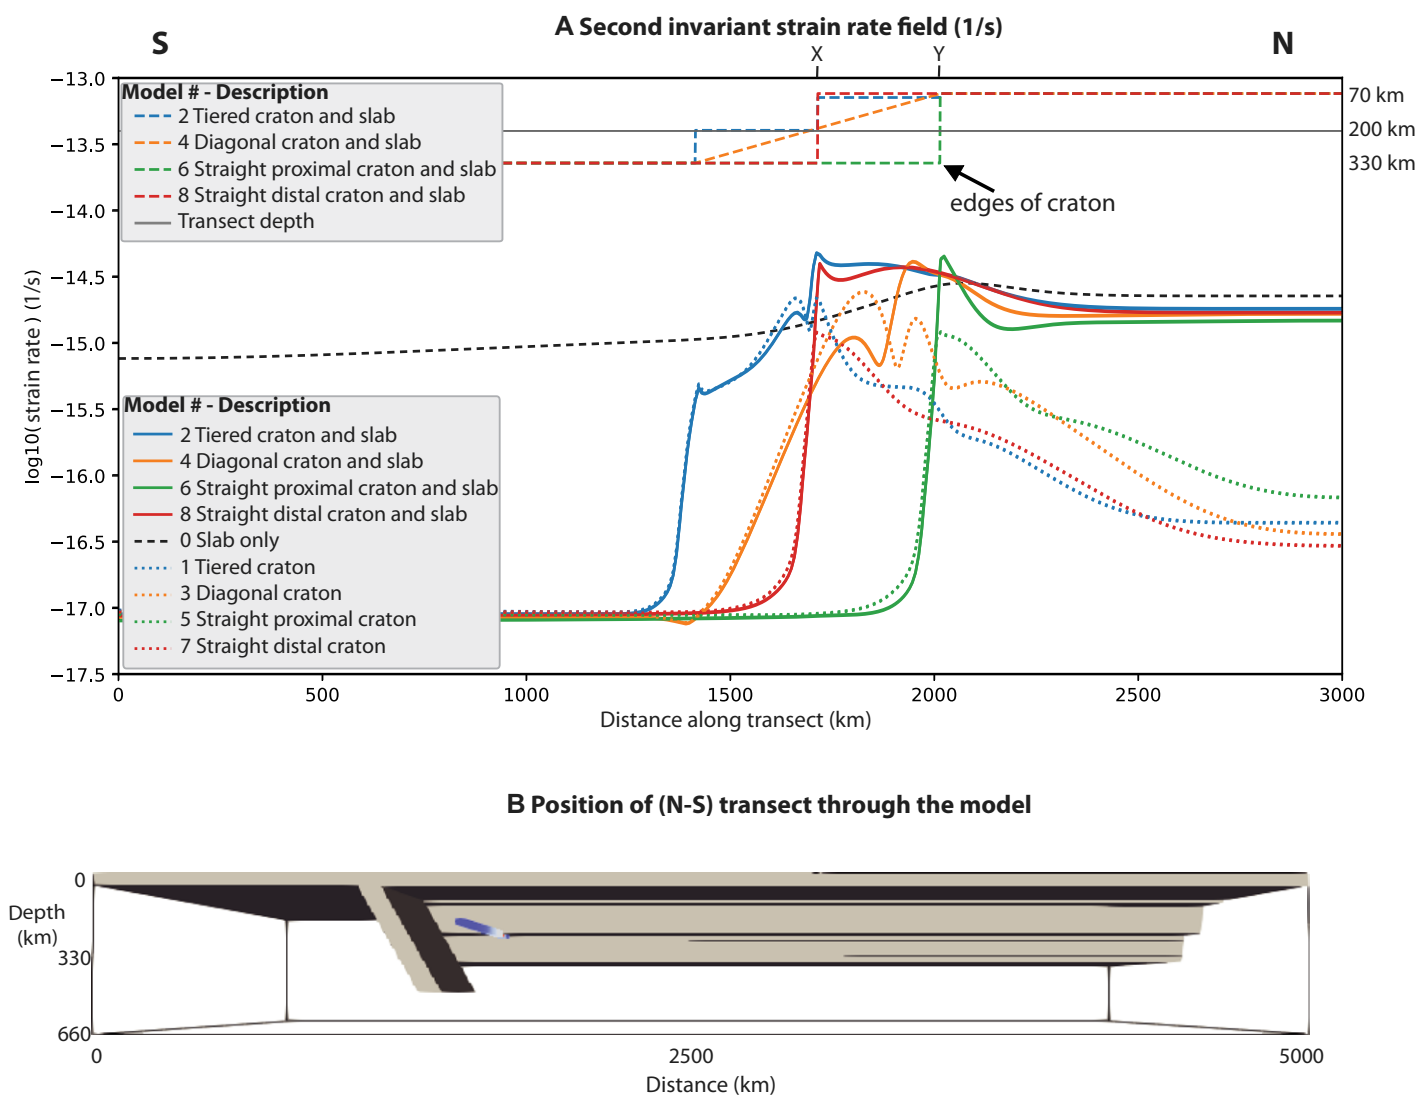 A Second invariant strain rate field (1/s)
S
X
Y
N
−13.0
−13.5
−14.0
−14.5
−15.0
−15.5
−16.0
−16.5
−17.0
−17.5
log10( strain rate ) (1/s)
Model # - Description
2 Tiered craton and slab
4 Diagonal craton and slab
6 Straight proximal craton and slab
8 Straight distal craton and slab
Transect depth
70 km
200 km
330 km
edges of craton
Model # - Description
2 Tiered craton and slab
4 Diagonal craton and slab
6 Straight proximal craton and slab
8 Straight distal craton and slab
0 Slab only
1 Tiered craton
3 Diagonal craton
5 Straight proximal craton
7 Straight distal craton
0 500 1000 1500 2000 2500 3000
Distance along transect (km)
B Position of (N-S) transect through the model
0
Depth
(km)
330
660
0 2500 5000
Distance (km)